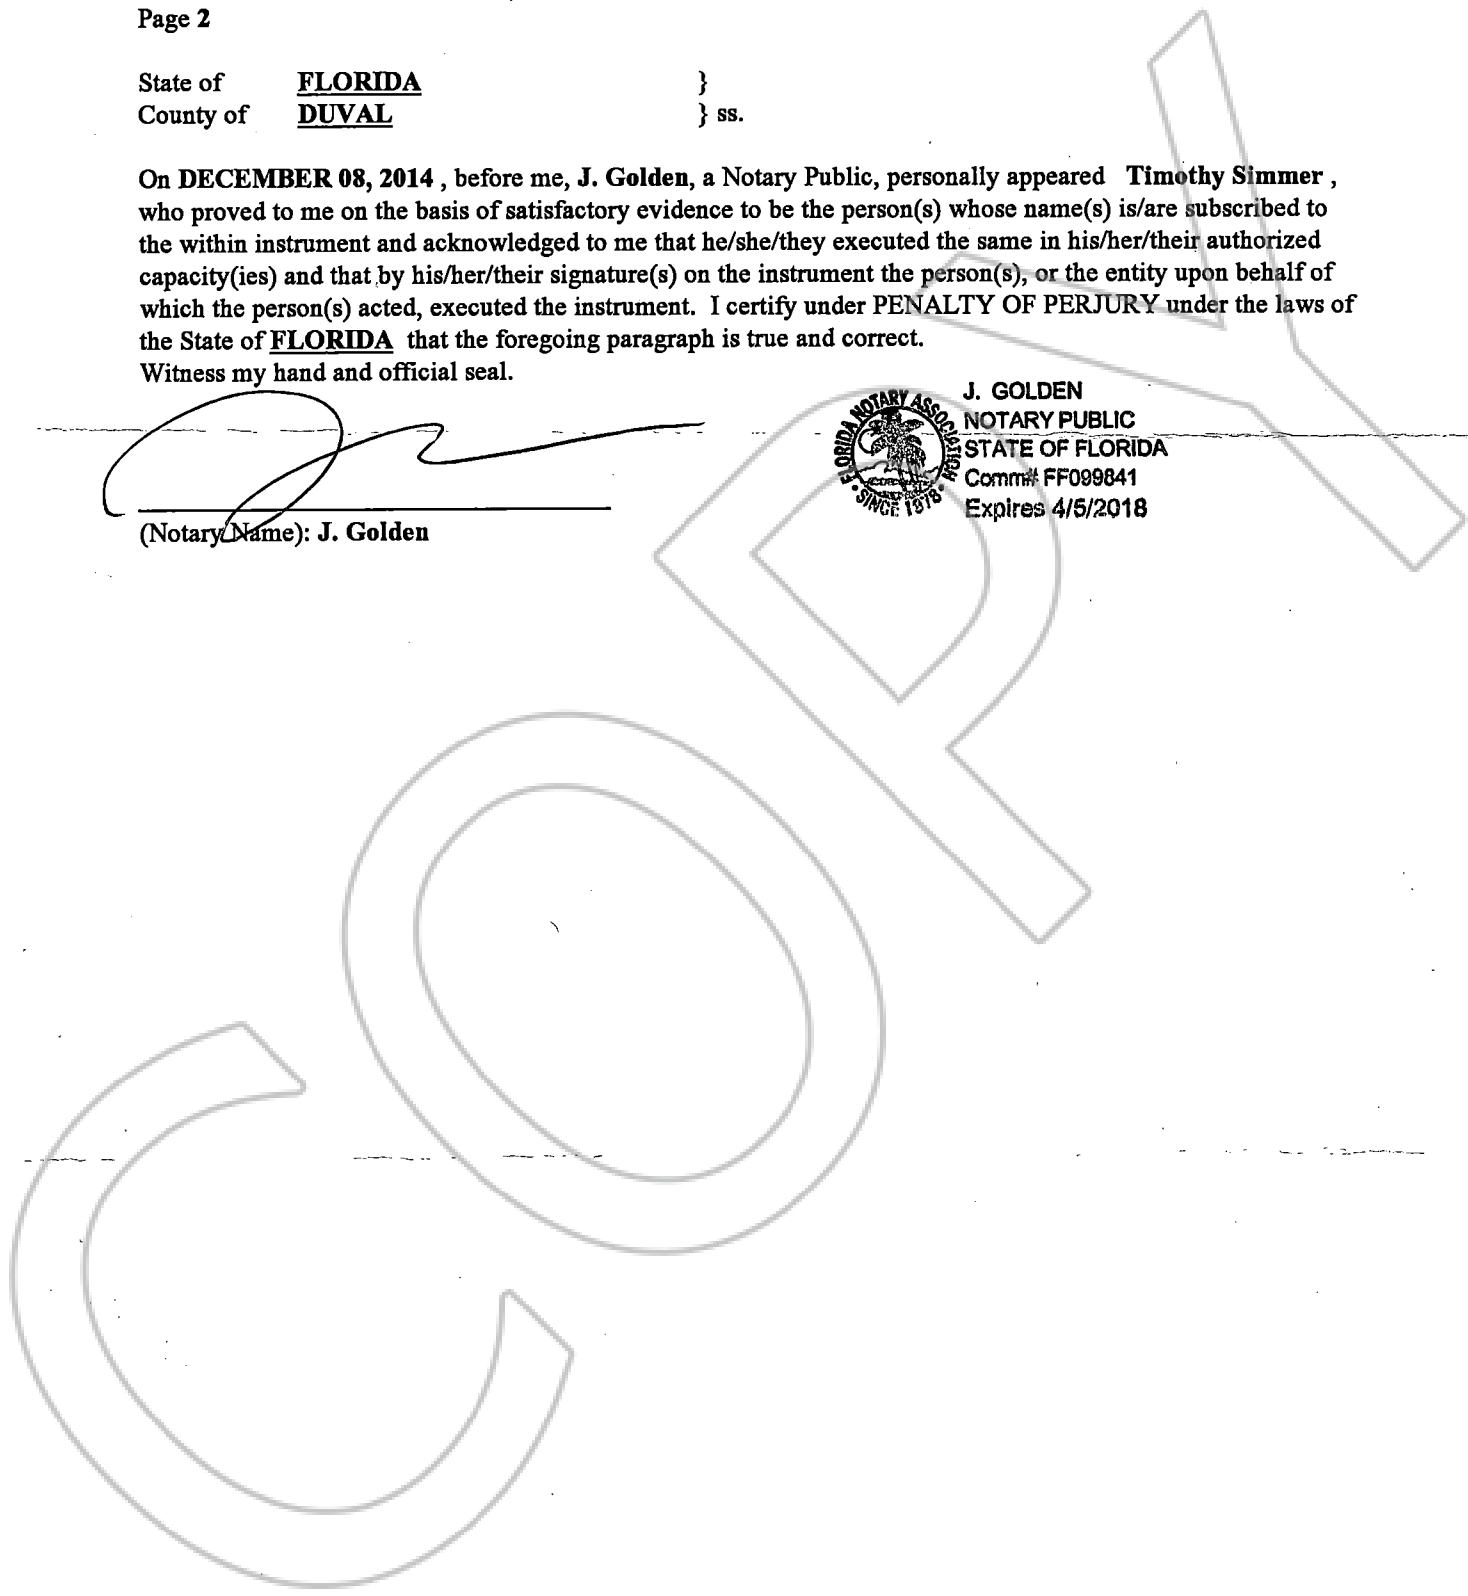 Page 2
State of FLORIDA }
County of DUVAL } ss.
On DECEMBER 08, 2014 , before me, J. Golden, a Notary Public, personally appeared Timothy Simmer ,
who proved to me on the basis of satisfactory evidence to be the person(s) whose name(s) is/are subscribed to
the within instrument and acknowledged to me that he/she/they executed the same in his/her/their authorized
capacity(ies) and that by his/her/their signature(s) on the instrument the person(s), or the entity upon behalf of
which the person(s) acted, executed the instrument. I certify under PENALTY OF PERJURY under the laws of
the State of FLORIDA that the foregoing paragraph is true and correct.
Witness my hand and official seal.
FLORIDA NOTARY ASSOCIATION
• SINCE 1978 •
J. GOLDEN
NOTARY PUBLIC
STATE OF FLORIDA
Comm# FF099841
Expires 4/5/2018
(Notary Name): J. Golden
COPY